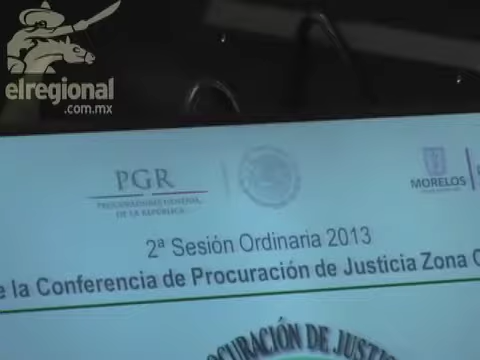 elregional
.com.mx
PGR
PROCURADURÍA GENERAL
DE LA REPÚBLICA
MORELOS
2ª Sesión Ordinaria 2013
e la Conferencia de Procuración de Justicia Zona
CURACIÓN DE JUSTIC